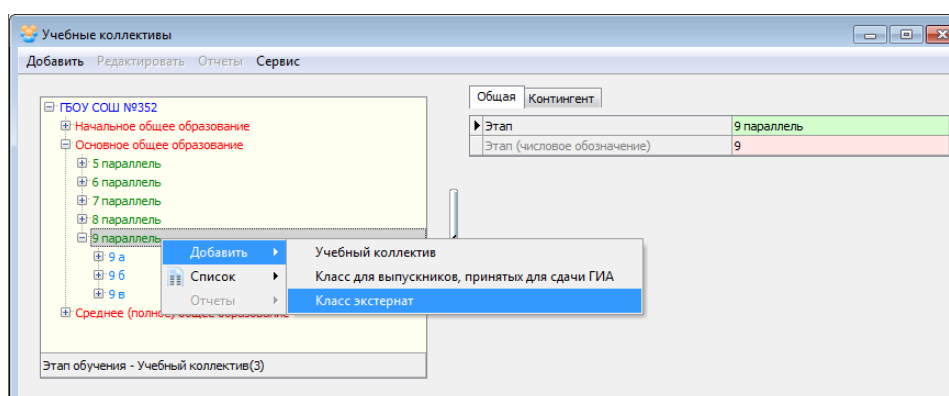 Учебные коллективы
Добавить Редактировать Отчеты Сервис
ГБОУ СОШ №352
Начальное общее образование
Основное общее образование
5 параллель
6 параллель
7 параллель
8 параллель
9 параллель
9 а
9 б
9 в
Среднее (полное) общее образование
Этап обучения - Учебный коллектив(3)
Добавить
Список
Отчеты
Учебный коллектив
Класс для выпускников, принятых для сдачи ГИА
Класс экстернат
Общая Контингент
Этап 9 параллель
Этап (числовое обозначение) 9